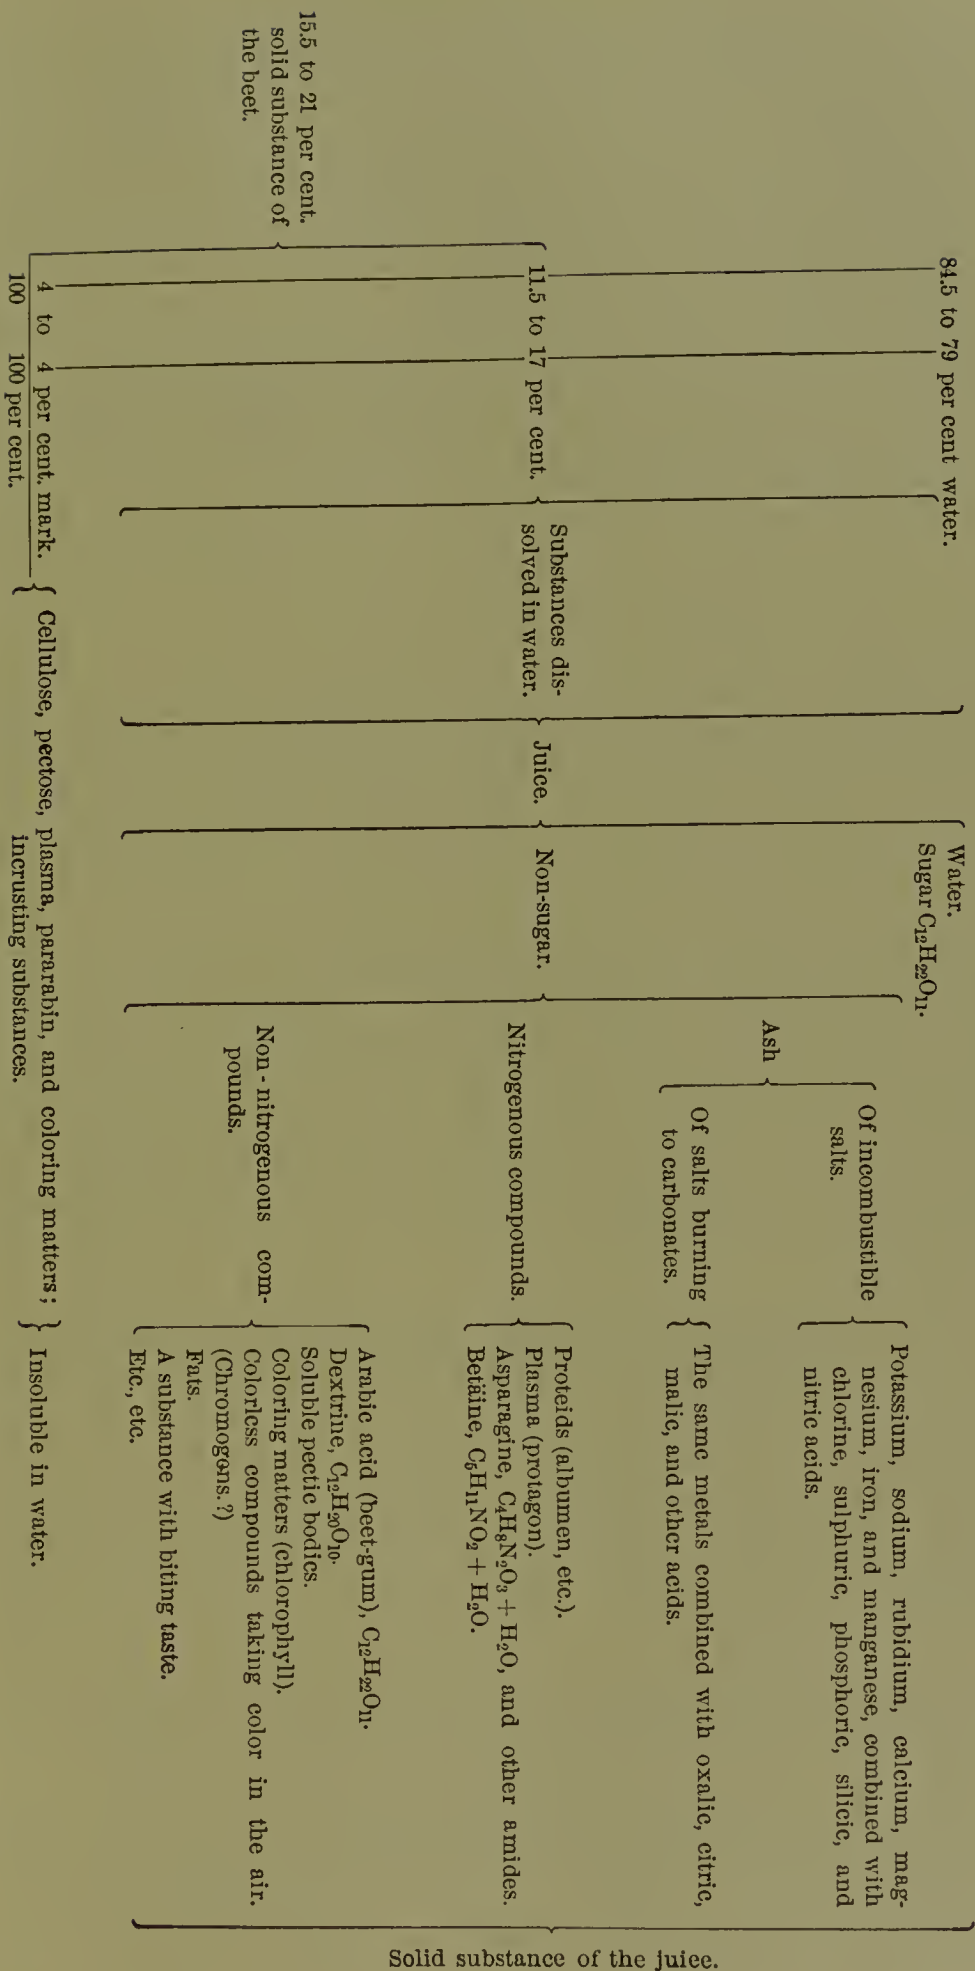 84.5 to 79 per cent water.
15.5 to 21 per cent.
solid substance of
the beet.
11.5 to 17 per cent.
4 to 4 per cent. mark.
100 100 per cent.
Substances dis-
solved in water.
Juice.
Water.
Sugar C₁₂H₂₂O₁₁.
Non-sugar.
Ash
Of incombustible
salts.
Potassium, sodium, rubidium, calcium, mag-
nesium, iron, and manganese, combined with
chlorine, sulphuric, phosphoric, silicic, and
nitric acids.
Of salts burning
to carbonates.
The same metals combined with oxalic, citric,
malic, and other acids.
Nitrogenous compounds.
Proteids (albumen, etc.).
Plasma (protagon).
Asparagine, C₄H₈N₂O₃ + H₂O, and other amides.
Betäine, C₅H₁₁NO₂ + H₂O.
Non-nitrogenous com-
pounds.
Arabic acid (beet-gum), C₁₂H₂₂O₁₁.
Dextrine, C₁₂H₂₀O₁₀.
Soluble pectic bodies.
Coloring matters (chlorophyll).
Colorless compounds taking color in the air.
(Chromogens.?)
Fats.
A substance with biting taste.
Etc., etc.
Cellulose, pectose, plasma, pararabin, and coloring matters;
incrusting substances.
Insoluble in water.
Solid substance of the juice.